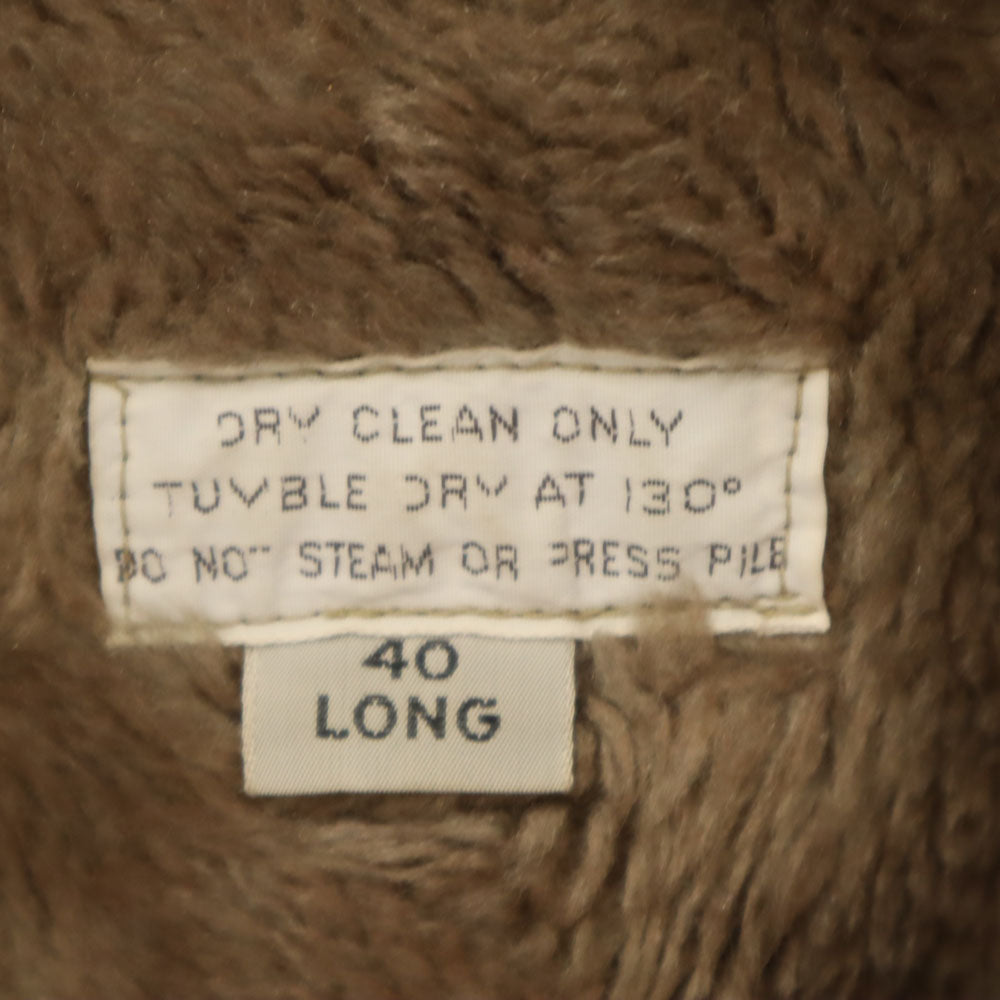 DRY CLEAN ONLY
TUMBLE DRY AT 130°
DO NOT STEAM OR PRESS PILE
40
LONG